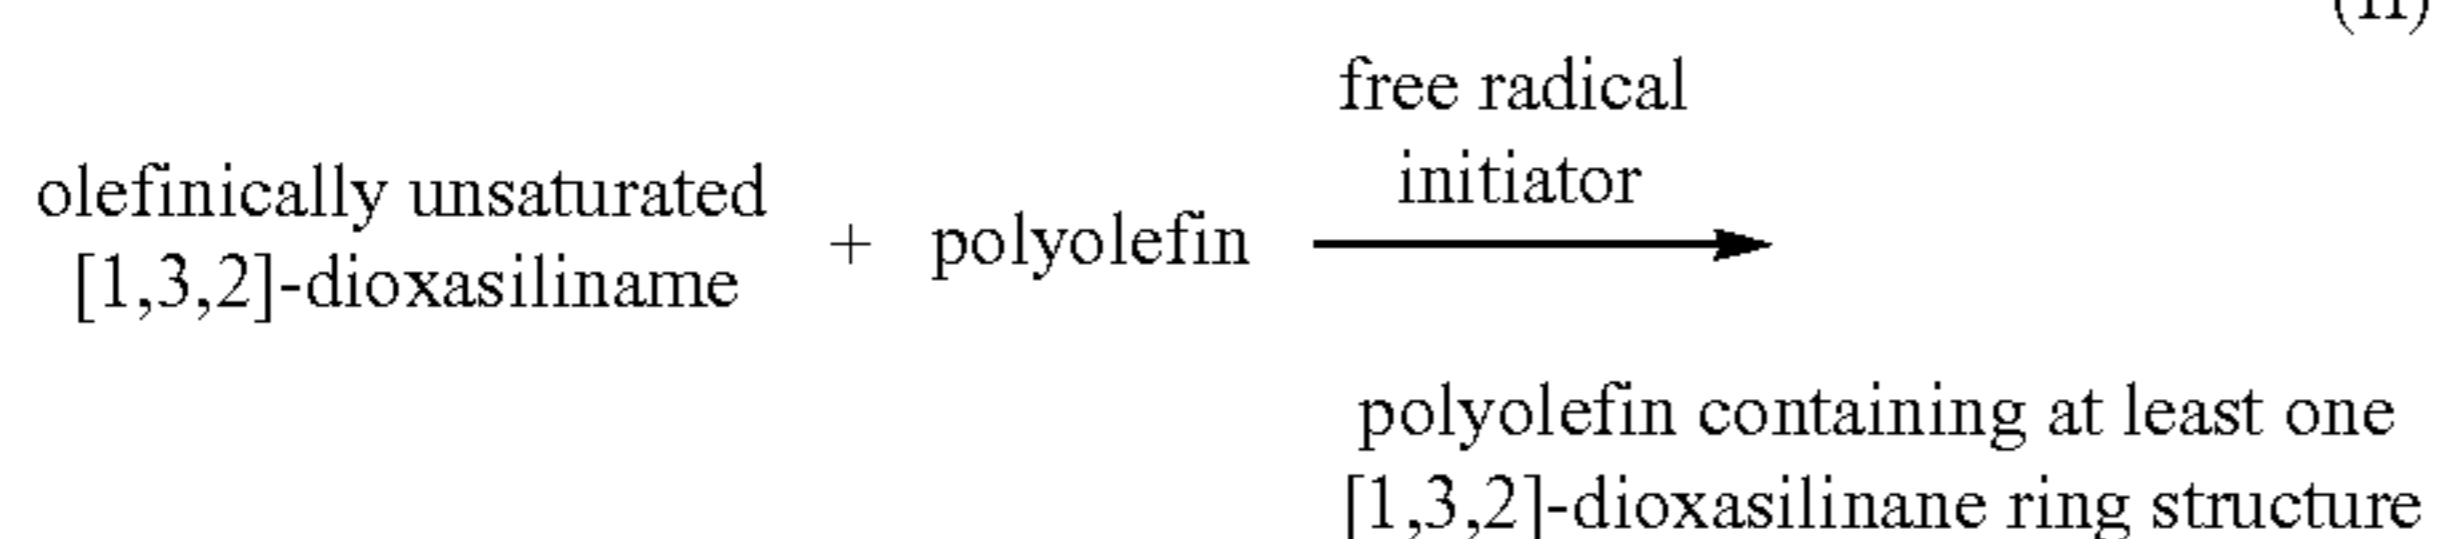 (II)
free radical
initiator
olefinically unsaturated
[1,3,2]-dioxasiliname
+ polyolefin
polyolefin containing at least one
[1,3,2]-dioxasilinane ring structure